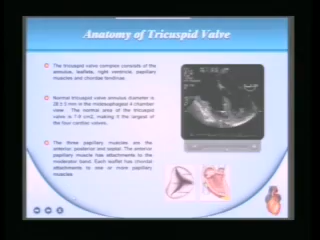 Anatomy of Tricuspid Valve
The tricuspid valve complex consists of the
annulus, leaflets, right ventricle, papillary
muscles and chordae tendinae.
Normal tricuspid valve annulus diameter is
28 ± 5 mm in the midesophageal 4 chamber
view. The normal area of the tricuspid
valve is 7-9 cm2, making it the largest of
the four cardiac valves.
The three papillary muscles are the
anterior, posterior and septal. The anterior
papillary muscle has attachments to the
moderator band. Each leaflet has chordal
attachments to one or more papillary
muscles